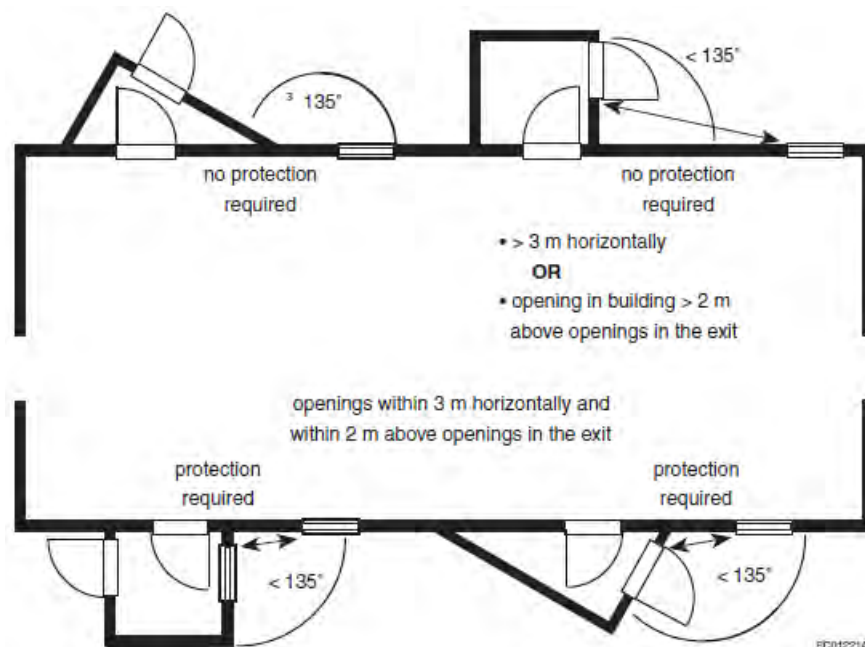 ³ 135°
< 135°
no protection
required
no protection
required
• > 3 m horizontally
OR
• opening in building > 2 m
above openings in the exit
openings within 3 m horizontally and
within 2 m above openings in the exit
protection
required
protection
required
< 135°
< 135°